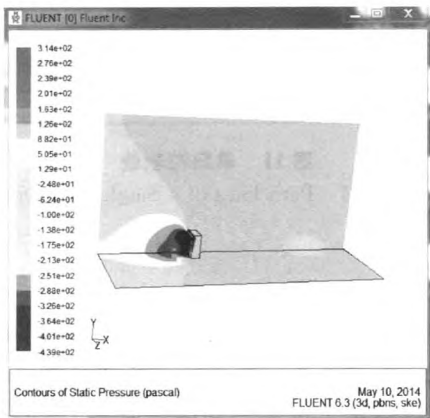 FLUENT [0] Fluent Inc
3.14e+02
2.76e+02
2.39e+02
2.01e+02
1.63e+02
1.26e+02
8.82e+01
5.05e+01
1.29e+01
-2.48e+01
-6.24e+01
-1.00e+02
-1.38e+02
-1.75e+02
-2.13e+02
-2.51e+02
-2.88e+02
-3.26e+02
-3.64e+02
-4.01e+02
-4.39e+02
Y
Z X
Contours of Static Pressure (pascal)
May 10, 2014
FLUENT 6.3 (3d, pbns, ske)